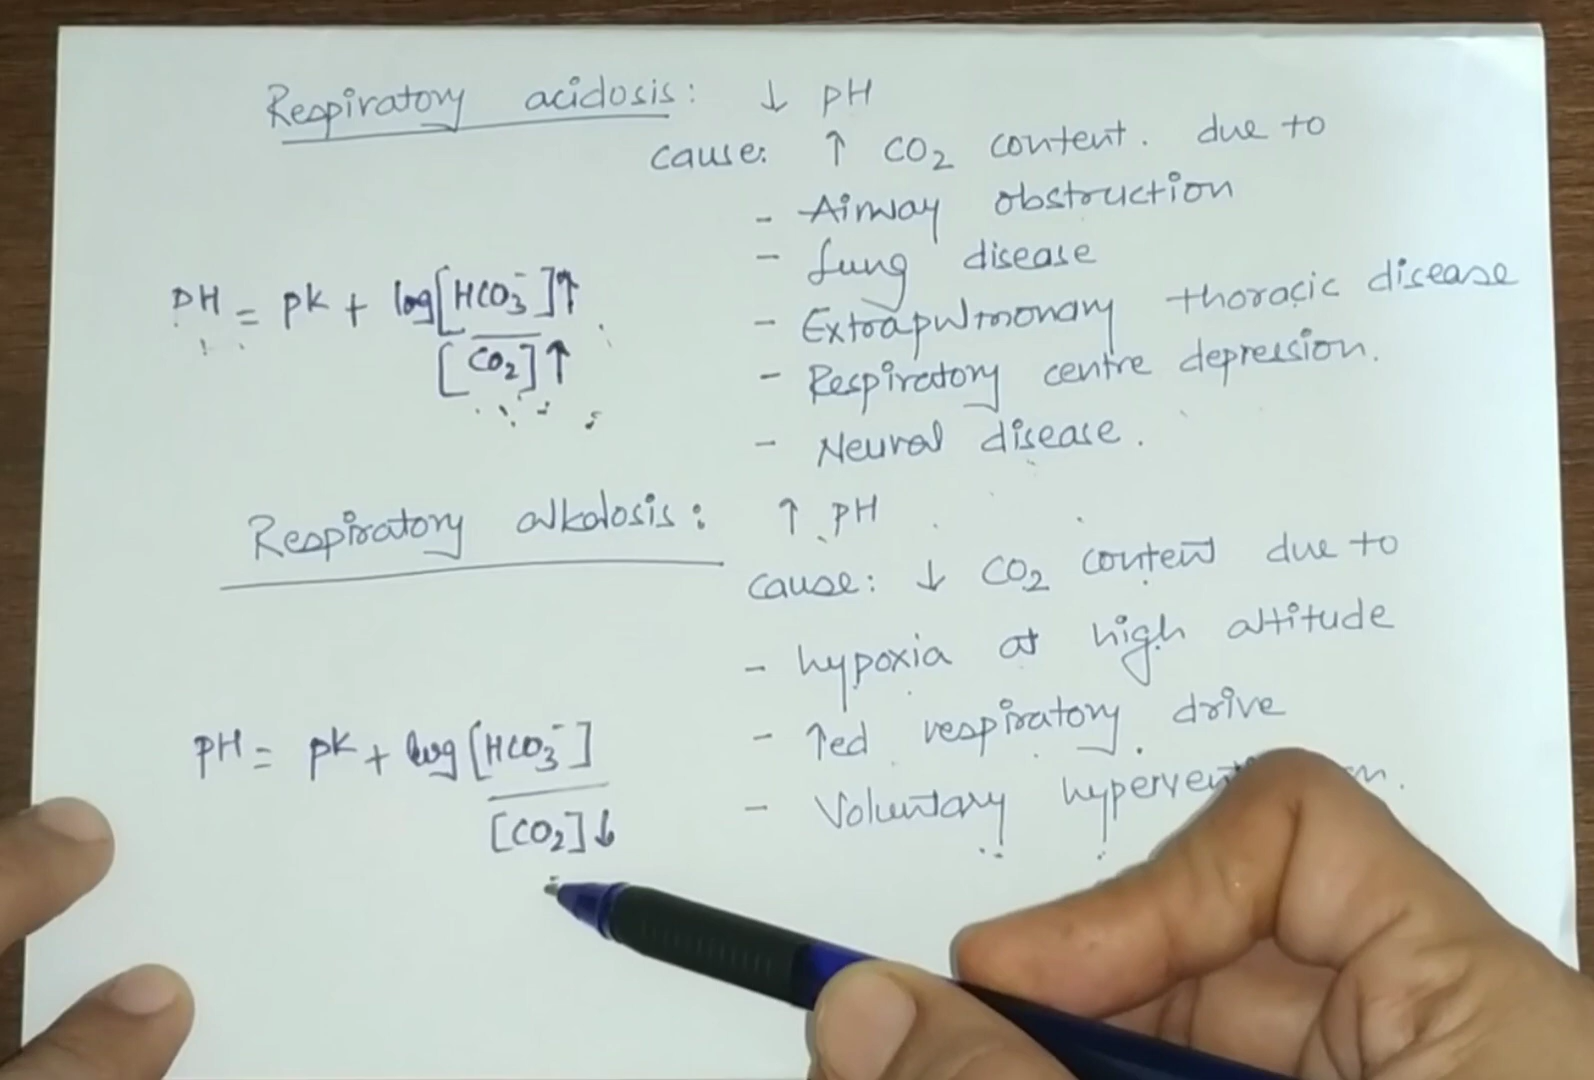 Respiratory acidosis: ↓ pH
cause: ↑ CO₂ content. due to
- Airway obstruction
- Lung disease
- Extrapulmonary thoracic disease
- Respiratory centre depression.
- Neural disease.
pH = pk + log [HCO₃⁻]↑
[CO₂]↑
Respiratory alkalosis: ↑ pH
cause: ↓ CO₂ content due to
- hypoxia at high altitude
- ↑ed respiratory drive
- Voluntary
pH = pk + log [HCO₃⁻]
[CO₂]↓